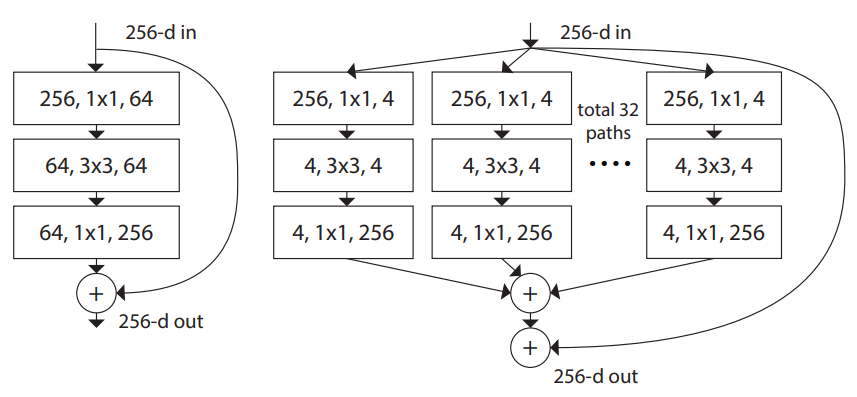 256-d in
256, 1x1, 64
64, 3x3, 64
64, 1x1, 256
+
256-d out
256-d in
256, 1x1, 4
256, 1x1, 4
total 32
paths
256, 1x1, 4
4, 3x3, 4
4, 3x3, 4
....
4, 3x3, 4
4, 1x1, 256
4, 1x1, 256
4, 1x1, 256
+
+
256-d out